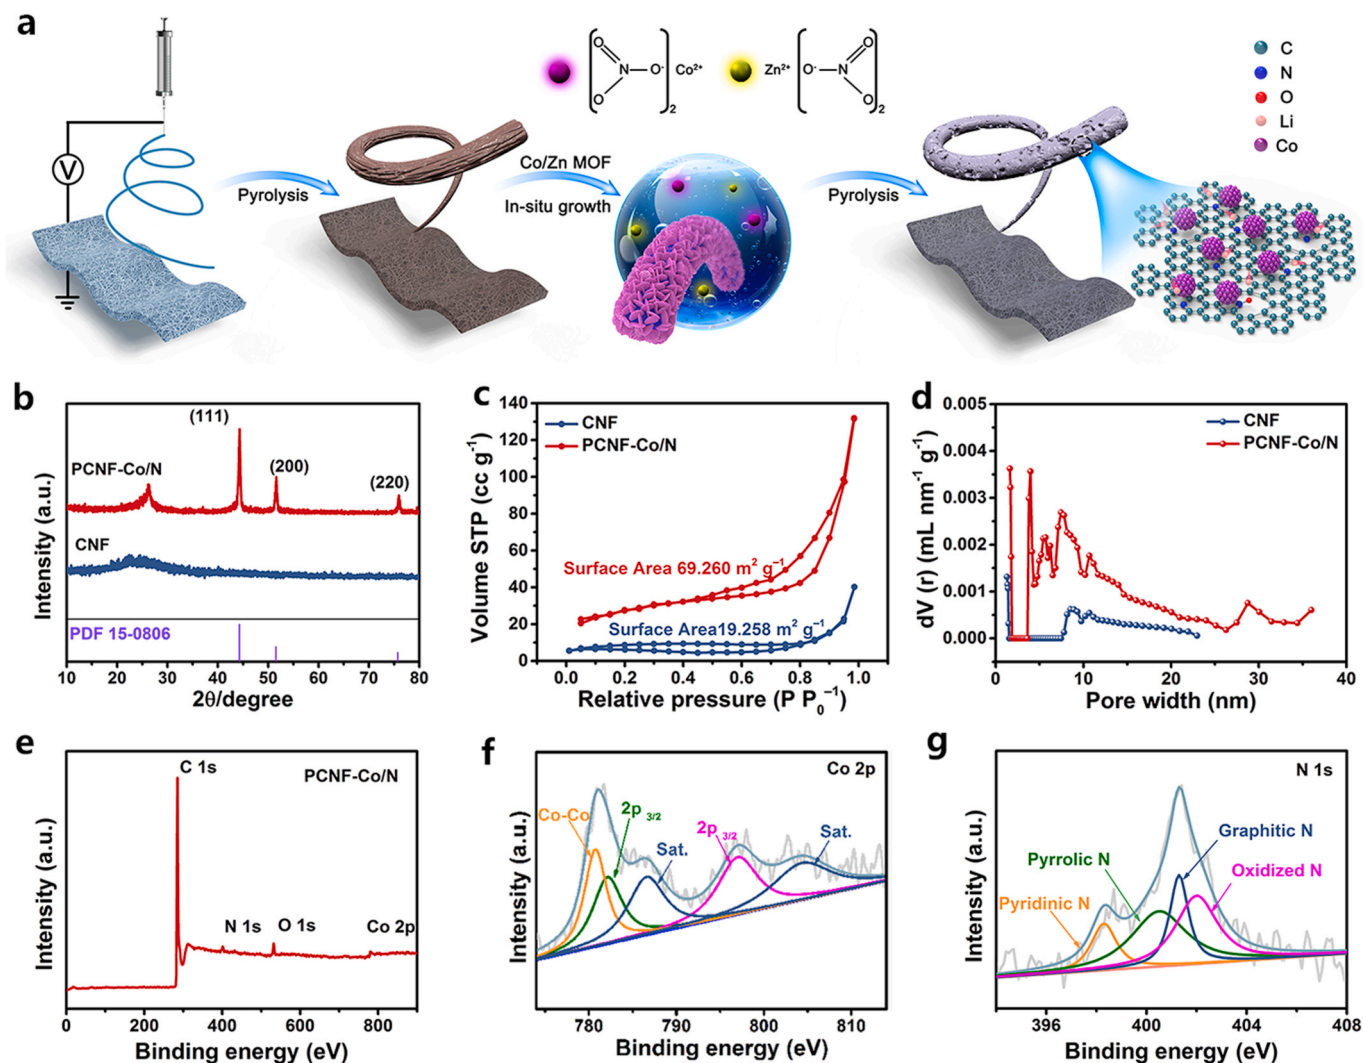 a
O
N
O⁻
O
2
Co²⁺
Zn²⁺
O
O⁻
N
O
2
C
N
O
Li
Co
V
Pyrolysis
Co/Zn MOF
In-situ growth
Pyrolysis
b
(111)
(200)
(220)
PCNF-Co/N
CNF
PDF 15-0806
Intensity (a.u.)
10 20 30 40 50 60 70 80
2θ/degree
c
CNF
PCNF-Co/N
Surface Area 69.260 m² g⁻¹
Surface Area19.258 m² g⁻¹
Volume STP (cc g⁻¹)
140
120
100
80
60
40
20
0
0.0 0.2 0.4 0.6 0.8 1.0
Relative pressure (P P₀⁻¹)
d
CNF
PCNF-Co/N
dV (r) (mL nm⁻¹ g)
0.005
0.004
0.003
0.002
0.001
0.000
0 10 20 30 40
Pore width (nm)
e
C 1s
PCNF-Co/N
N 1s
O 1s
Co 2p
Intensity (a.u.)
0 200 400 600 800
Binding energy (eV)
f
Co 2p
Co-Co
2p 3/2
Sat.
2p 3/2
Sat.
Intensity (a.u.)
780 790 800 810
Binding energy (eV)
g
N 1s
Graphitic N
Pyrrolic N
Oxidized N
Pyridinic N
Intensity (a.u.)
396 400 404 408
Binding energy (eV)